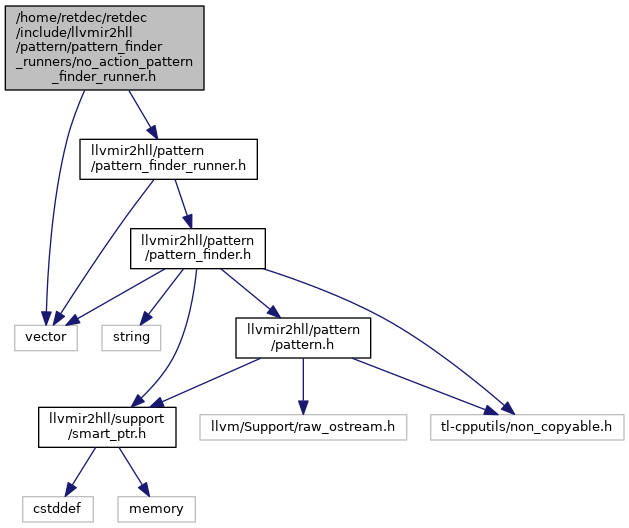 /home/retdec/retdec
/include/llvmir2hll
/pattern/pattern_finder
_runners/no_action_pattern
_finder_runner.h
llvmir2hll/pattern
/pattern_finder_runner.h
llvmir2hll/pattern
/pattern_finder.h
vector
string
llvmir2hll/pattern
/pattern.h
llvmir2hll/support
/smart_ptr.h
llvm/Support/raw_ostream.h
tl-cpputils/non_copyable.h
cstddef
memory